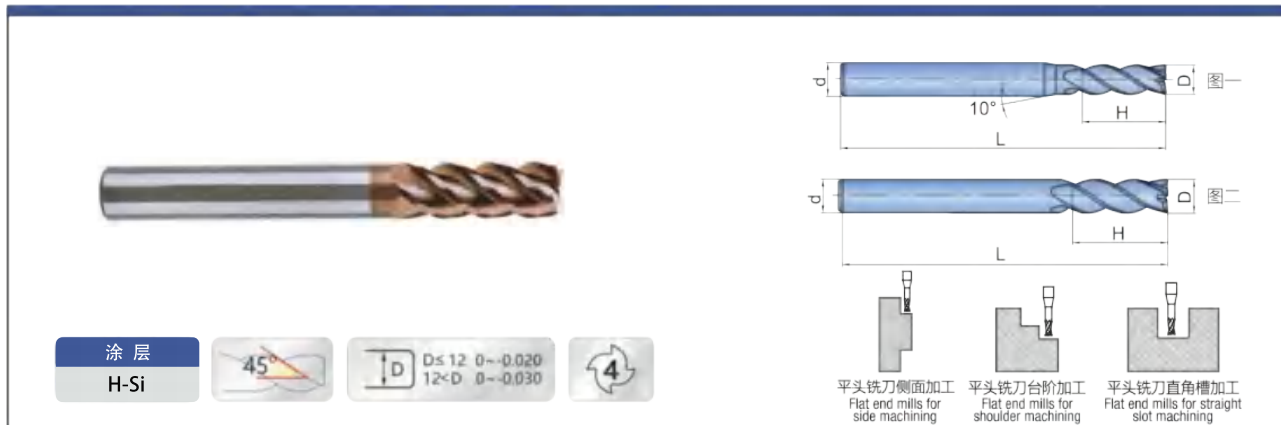 d
10°
H
D
图一
L
d
H
D
图二
L
涂 层
H-Si
45°
D
D≤ 12 0~-0.020
12<D 0~-0.030
4
平头铣刀侧面加工
Flat end mills for
side machining
平头铣刀台阶加工
Flat end mills for
shoulder machining
平头铣刀直角槽加工
Flat end mills for straight
slot machining